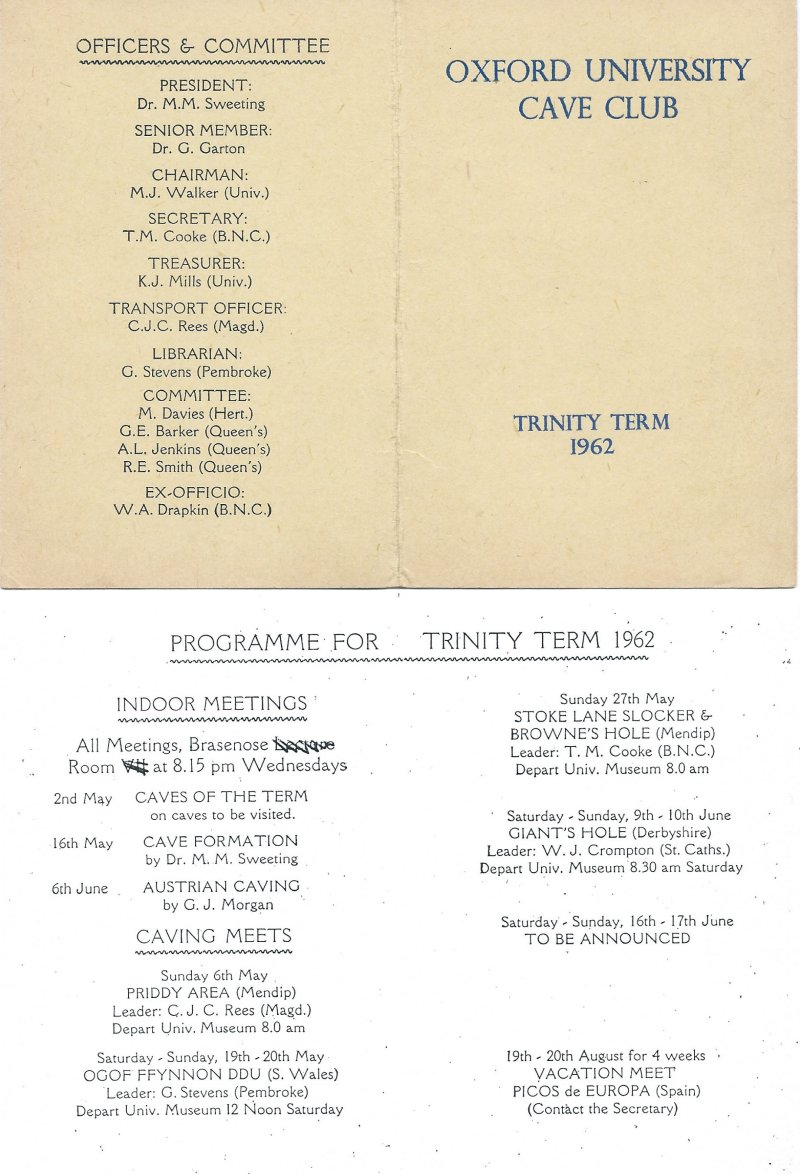 OFFICERS & COMMITTEE
PRESIDENT:
Dr. M.M. Sweeting
SENIOR MEMBER:
Dr. G. Garton
CHAIRMAN:
M.J. Walker (Univ.)
SECRETARY:
T.M. Cooke (B.N.C.)
TREASURER:
K.J. Mills (Univ.)
TRANSPORT OFFICER:
C.J.C. Rees (Magd.)
LIBRARIAN:
G. Stevens (Pembroke)
COMMITTEE:
M. Davies (Hert.)
G.E. Barker (Queen's)
A.L. Jenkins (Queen's)
R.E. Smith (Queen's)
EX-OFFICIO:
W.A. Drapkin (B.N.C.)
OXFORD UNIVERSITY
CAVE CLUB
TRINITY TERM
1962
PROGRAMME FOR TRINITY TERM 1962
INDOOR MEETINGS
All Meetings, Brasenose
Room at 8.15 pm Wednesdays
2nd May CAVES OF THE TERM
on caves to be visited.
16th May CAVE FORMATION
by Dr. M. M. Sweeting
6th June AUSTRIAN CAVING
by G. J. Morgan
CAVING MEETS
Sunday 6th May
PRIDDY AREA (Mendip)
Leader: C. J. C. Rees (Magd.)
Depart Univ. Museum 8.0 am
Saturday - Sunday, 19th - 20th May
OGOF FFYNNON DDU (S. Wales)
Leader: G. Stevens (Pembroke)
Depart Univ. Museum 12 Noon Saturday
Sunday 27th May
STOKE LANE SLOCKER &
BROWNE'S HOLE (Mendip)
Leader: T. M. Cooke (B.N.C.)
Depart Univ. Museum 8.0 am
Saturday - Sunday, 9th - 10th June
GIANT'S HOLE (Derbyshire)
Leader: W. J. Crompton (St. Caths.)
Depart Univ. Museum 8.30 am Saturday
Saturday - Sunday, 16th - 17th June
TO BE ANNOUNCED
19th - 20th August for 4 weeks
VACATION MEET
PICOS de EUROPA (Spain)
(Contact the Secretary)